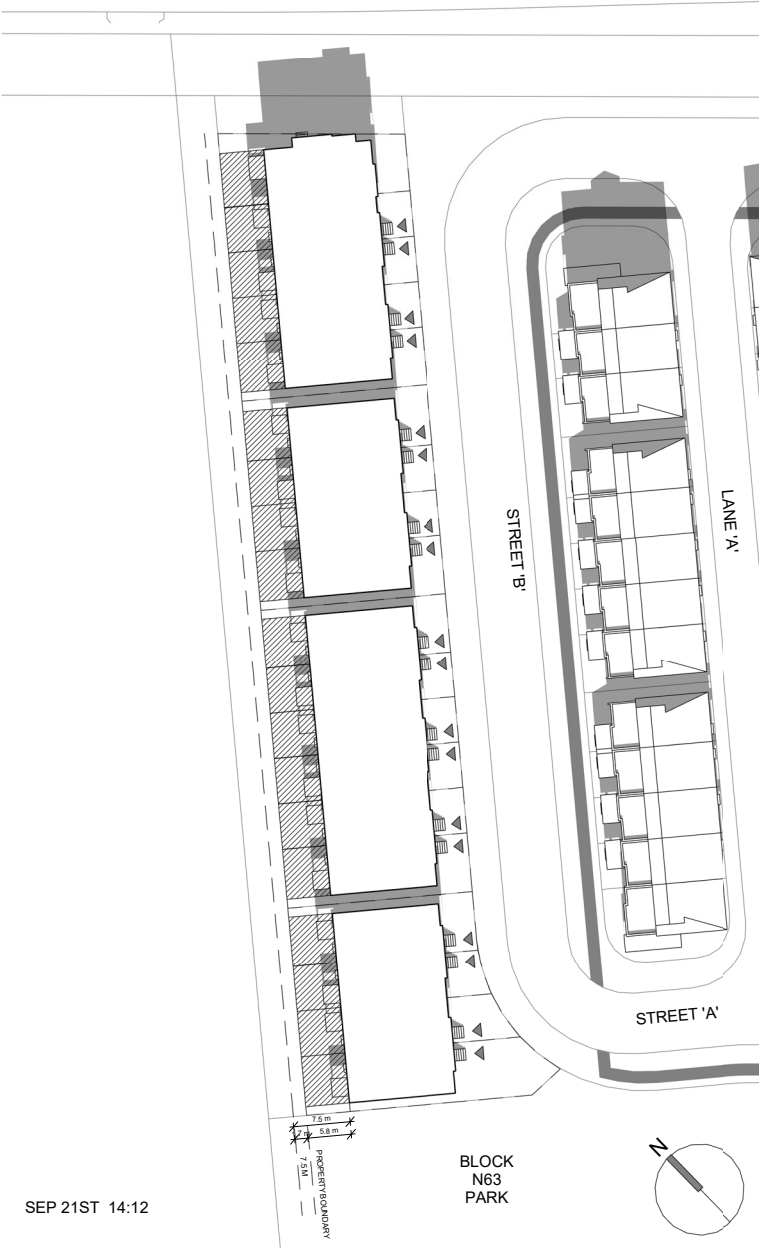 LANE 'A'
STREET 'B'
STREET 'A'
7.5 m
5.8 m
7.5 M
PROPERTY BOUNDARY
BLOCK
N63
PARK
N
SEP 21ST 14:12